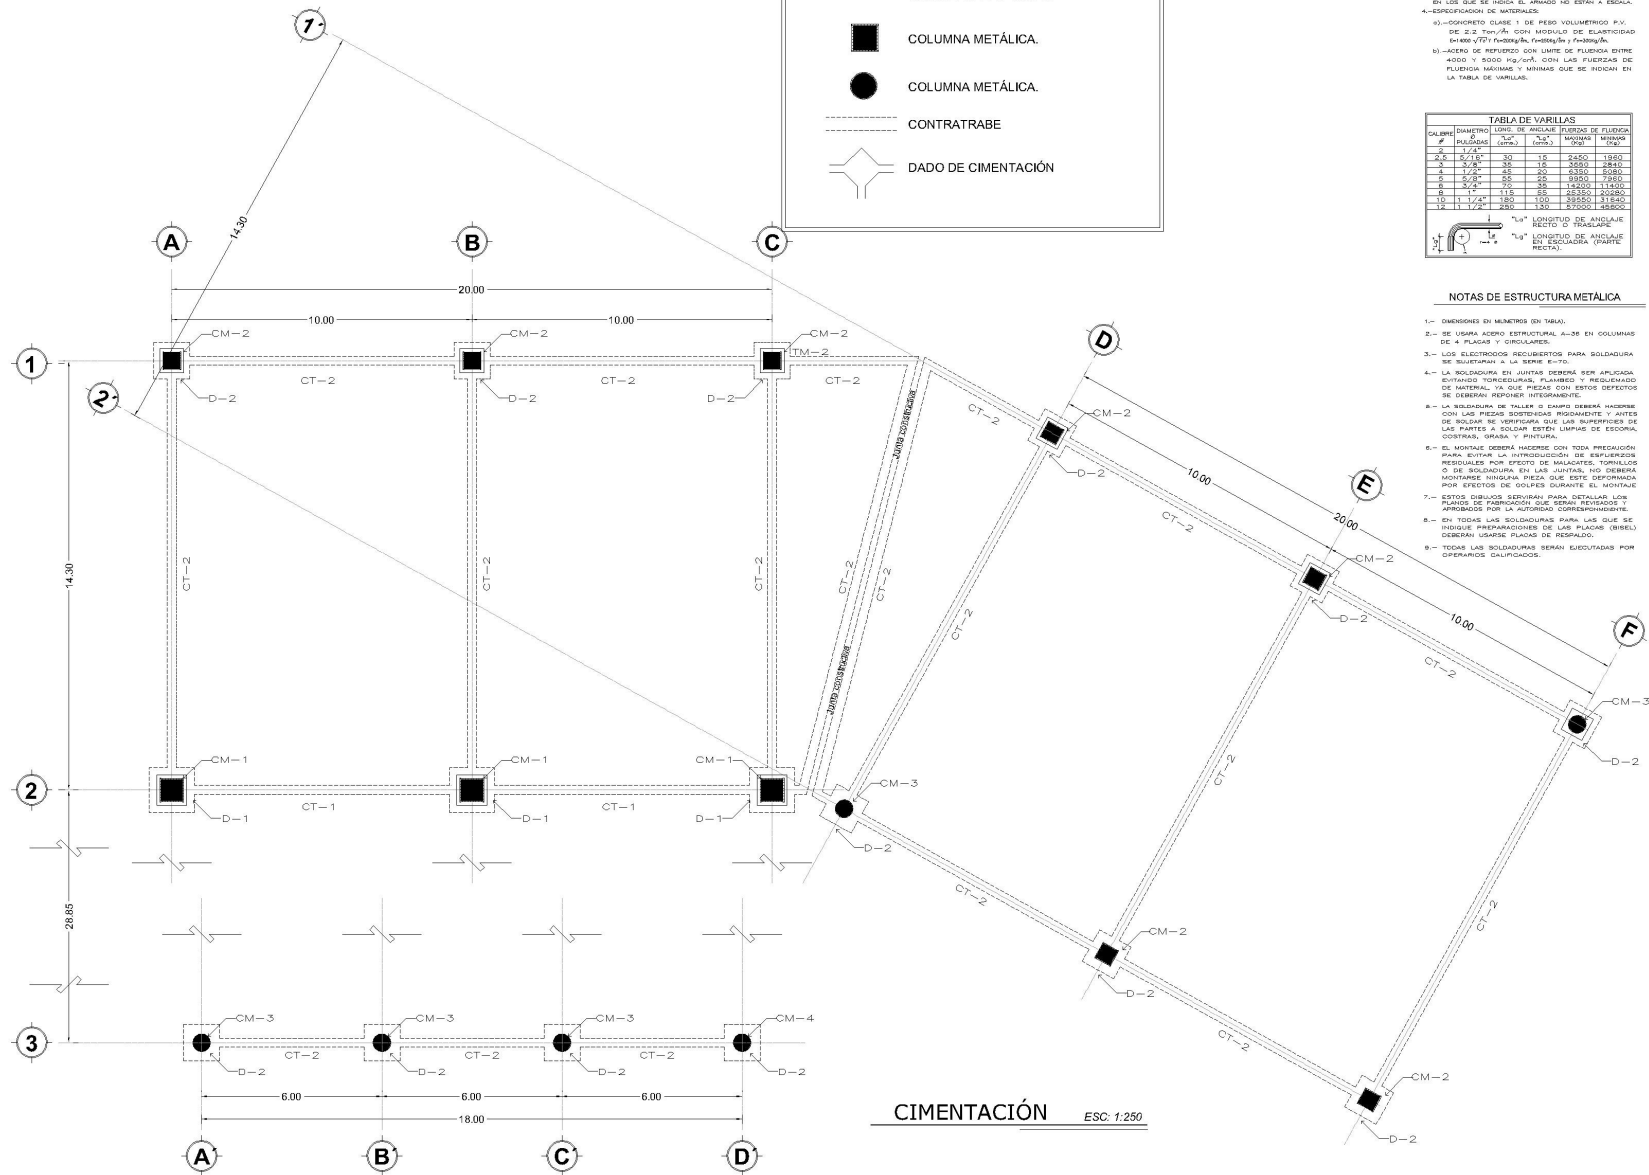 COLUMNA METÁLICA.
COLUMNA METÁLICA.
CONTRATRABE
DADO DE CIMENTACIÓN
EN LOS QUE SE INDICA EL ARMADO NO ESTÁN A ESCALA.
4.-ESPECIFICACION DE MATERIALES:
a).-CONCRETO CLASE 1 DE PESO VOLUMÉTRICO P.V.
DE 2.2 Ton/m³ CON MODULO DE ELASTICIDAD
b).-ACERO DE REFUERZO CON LIMITE DE FLUENCIA ENTRE
4000 Y 5000 Kg/cm². CON LAS FUERZAS DE
FLUENCIA MÁXIMAS Y MÍNIMAS QUE SE INDICAN EN
LA TABLA DE VARILLAS.
TABLA DE VARILLAS
CALIBRE # DIAMETRO Ø PULGADAS LONG. DE ANCLAJE FUERZAS DE FLUENCIA
"La" (cms.) "Lg" (cms.) MAXIMAS (Kg) MINIMAS (Kg)
2 1/4"
2.5 5/16" 30 15 2450 1960
3 3/8" 35 15 3550 2840
4 1/2" 45 20 6350 5080
5 5/8" 55 25 9950 7960
6 3/4" 70 35 14200 11400
8 1" 115 55 25350 20280
10 1 1/4" 180 100 39550 31640
12 1 1/2" 250 130 57000 45600
"La" LONGITUD DE ANCLAJE
RECTO O TRASLAPE
"Lg" LONGITUD DE ANCLAJE
EN ESCUADRA (PARTE
RECTA).
"Lg"
NOTAS DE ESTRUCTURA METÁLICA
1.- DIMENSIONES EN MILIMETROS (EN TABLA).
2.- SE USARA ACERO ESTRUCTURAL A-36 EN COLUMNAS
DE 4 PLACAS Y CIRCULARES.
3.- LOS ELECTRODOS RECUBIERTOS PARA SOLDADURA
SE SUJETARAN A LA SERIE E-70.
4.- LA SOLDADURA EN JUNTAS DEBERÁ SER APLICADA
EVITANDO TORCEDURAS, FLAMBEO Y REQUEMADO
DE MATERIAL, YA QUE PIEZAS CON ESTOS DEFECTOS
SE DEBERÁN REPONER INTEGRAMENTE.
5.- LA SOLDADURA DE TALLER O CAMPO DEBERÁ HACERSE
CON LAS PIEZAS SOSTENIDAS RÍGIDAMENTE Y ANTES
DE SOLDAR SE VERIFICARA QUE LAS SUPERFICIES DE
LAS PARTES A SOLDAR ESTÉN LIMPIAS DE ESCORIA,
COSTRAS, GRASA Y PINTURA.
6.- EL MONTAJE DEBERÁ HACERSE CON TODA PRECAUCIÓN
PARA EVITAR LA INTRODUCCIÓN DE ESFUERZOS
RESIDUALES POR EFECTO DE MALACATES, TORNILLOS
O DE SOLDADURA EN LAS JUNTAS, NO DEBERÁ
MONTARSE NINGUNA PIEZA QUE ESTE DEFORMADA
POR EFECTOS DE GOLPES DURANTE EL MONTAJE
7.- ESTOS DIBUJOS SERVIRÁN PARA DETALLAR LOS
PLANOS DE FABRICACIÓN QUE SERÁN REVISADOS Y
APROBADOS POR LA AUTORIDAD CORRESPONDIENTE.
8.- EN TODAS LAS SOLDADURAS PARA LAS QUE SE
INDIQUE PREPARACIONES DE LAS PLACAS (BISEL)
DEBERÁN USARSE PLACAS DE RESPALDO.
9.- TODAS LAS SOLDADURAS SERÁN EJECUTADAS POR
OPERARIOS CALIFICADOS.
1'
14.30
A B C
20.00
10.00 10.00
1
CM-2 CM-2 CM-2
TM-2
CT-2 CT-2 CT-2
D-2 D-2 D-2
2'
14.30
CT-2 CT-2 CT-2
Junta constructiva
CT-2 CT-2
Junta constructiva
2
CM-1 CM-1 CM-1
CT-1 CT-1
D-1 D-1 D-1
28.85
D
CM-2
CT-2
D-2
10.00
E
20.00
CT-2
CM-2
D-2
10.00
F
CT-2
CM-3
D-2
CT-2
CT-2
CT-2
CM-3
D-2
CT-2
CM-2
D-2
CT-2
CM-2
D-2
3
CM-3 CM-3 CM-3 CM-4
CT-2 CT-2 CT-2
D-2 D-2 D-2 D-2
6.00 6.00 6.00
18.00
A' B' C' D'
CIMENTACIÓN ESC: 1:250